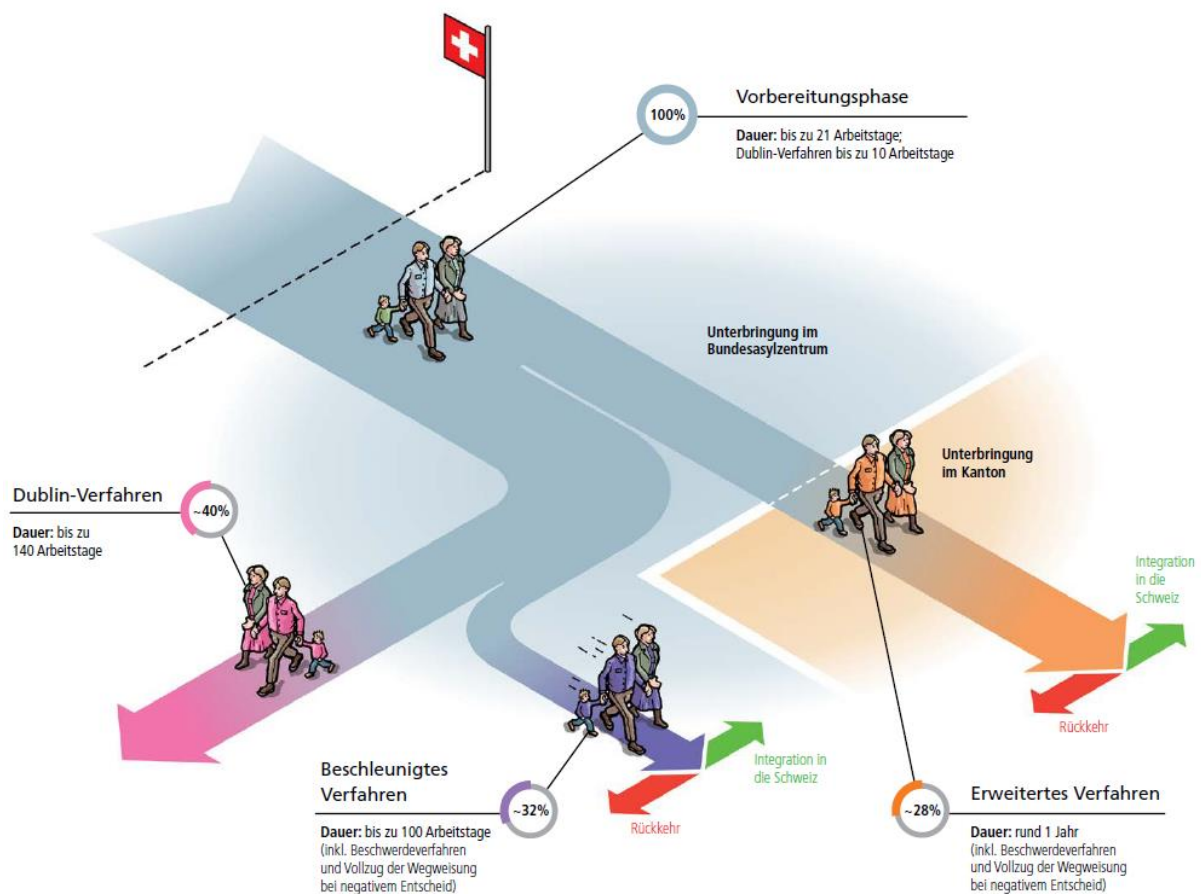 Vorbereitungsphase
100%
Dauer: bis zu 21 Arbeitstage;
Dublin-Verfahren bis zu 10 Arbeitstage
Unterbringung im
Bundesasylzentrum
Unterbringung
im Kanton
Dublin-Verfahren
~40%
Dauer: bis zu
140 Arbeitstage
Integration
in die
Schweiz
Rückkehr
Beschleunigtes
Verfahren
~32%
Dauer: bis zu 100 Arbeitstage
(inkl. Beschwerdeverfahren
und Vollzug der Wegweisung
bei negativem Entscheid)
Integration in
die Schweiz
Rückkehr
Erweitertes Verfahren
~28%
Dauer: rund 1 Jahr
(inkl. Beschwerdeverfahren
und Vollzug der Wegweisung
bei negativem Entscheid)